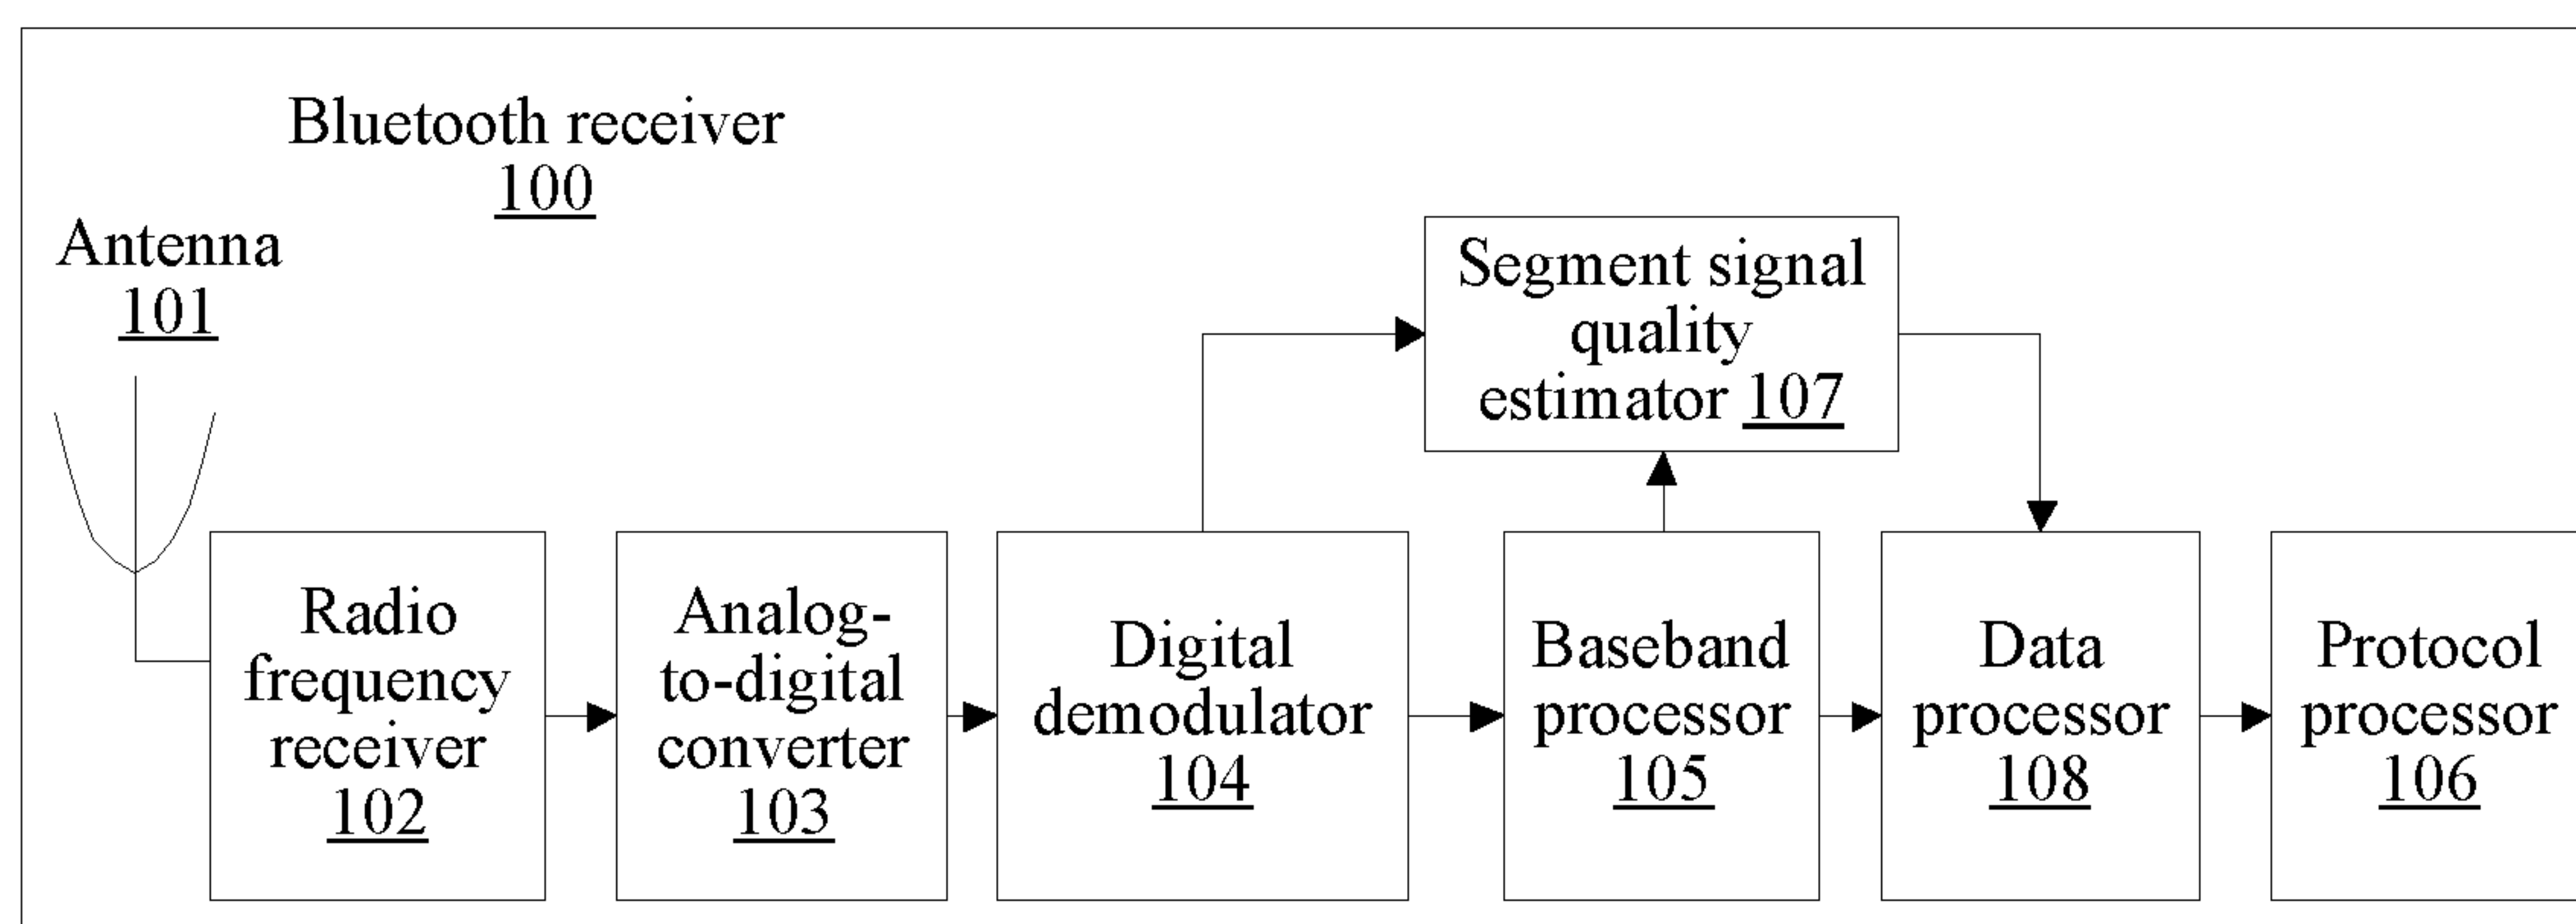 Bluetooth receiver
100
Antenna
101
Segment signal
quality
estimator 107
Radio
frequency
receiver
102
Analog-
to-digital
converter
103
Digital
demodulator
104
Baseband
processor
105
Data
processor
108
Protocol
processor
106